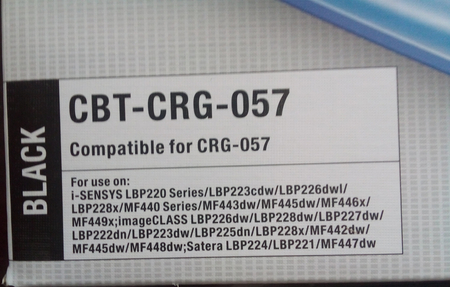 BLACK
CBT-CRG-057
Compatible for CRG-057
For use on:
i-SENSYS LBP220 Series/LBP223cdw/LBP226dwl/
LBP228x/MF440 Series/MF443dw/MF445dw/MF446x/
MF449x;imageCLASS LBP226dw/LBP228dw/LBP227dw/
LBP222dn/LBP223dw/LBP225dn/LBP228x/MF442dw/
MF445dw/MF448dw;Satera LBP224/LBP221/MF447dw